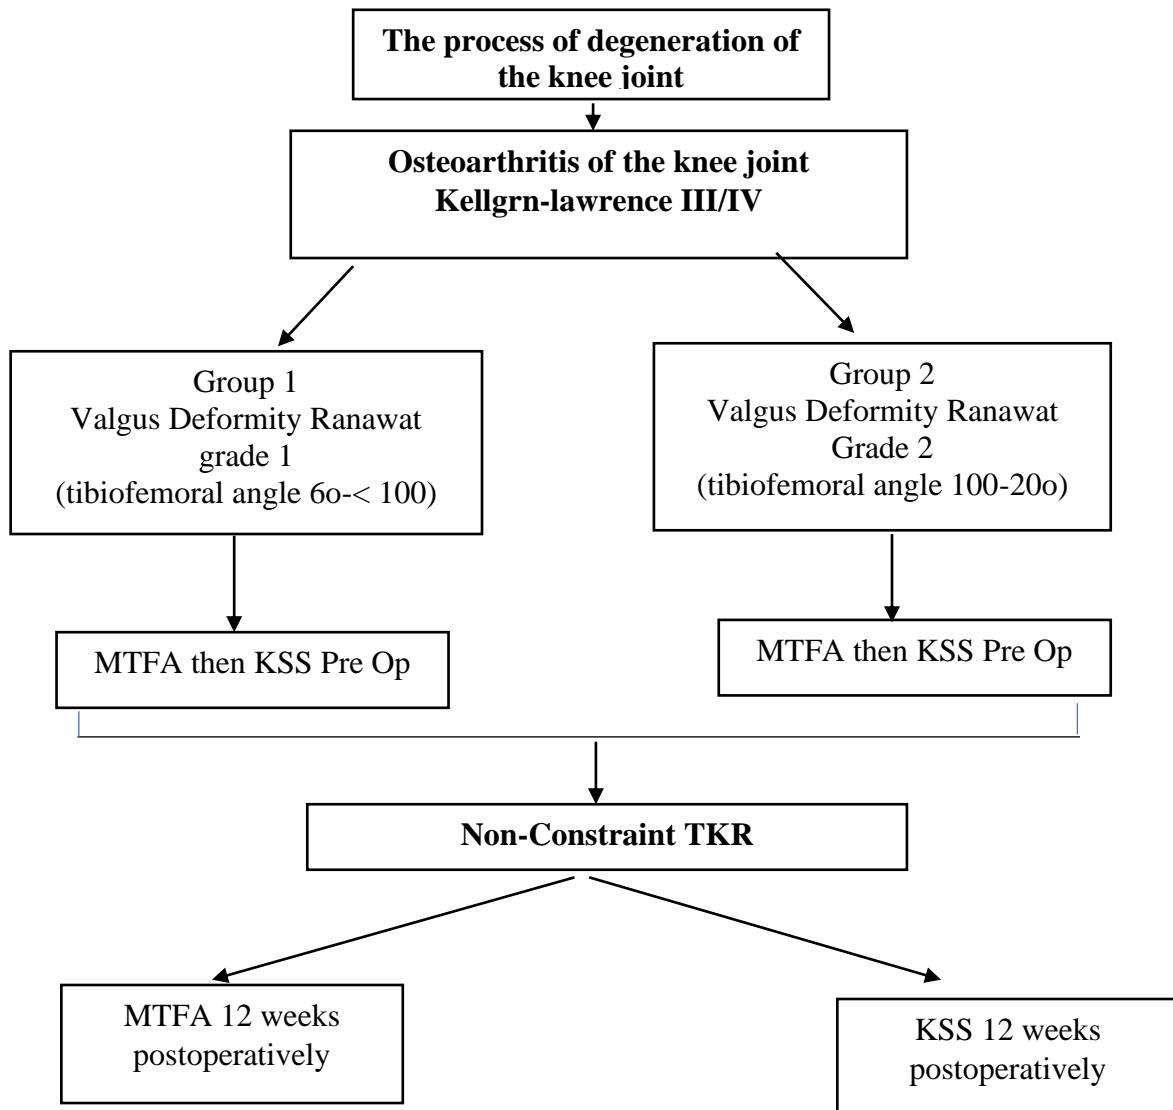 The process of degeneration of
the knee joint
Osteoarthritis of the knee joint
Kellgrn-lawrence III/IV
Group 1
Valgus Deformity Ranawat
grade 1
(tibiofemoral angle 6o-< 100)
Group 2
Valgus Deformity Ranawat
Grade 2
(tibiofemoral angle 100-20o)
MTFA then KSS Pre Op
MTFA then KSS Pre Op
Non-Constraint TKR
MTFA 12 weeks
postoperatively
KSS 12 weeks
postoperatively